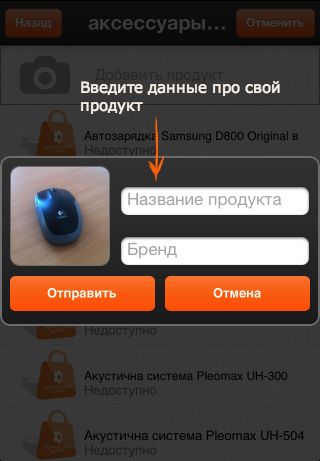 Назад
аксессуары...
Отменить
Добавить продукт
Введите данные про свой
продукт
Автозарядка Samsung D800 Original в
Недоступно
Название продукта
Бренд
Отправить
Отмена
Недоступно
Акустична система Pleomax UH-300
Недоступно
Акустична система Pleomax UH-504
Недоступно